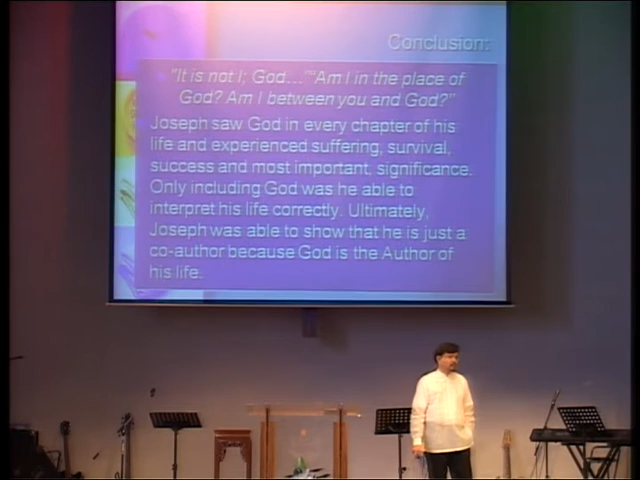 Conclusion:
"It is not I; God…""Am I in the place of
God? Am I between you and God?"
Joseph saw God in every chapter of his
life and experienced suffering, survival,
success and most important, significance.
Only including God was he able to
interpret his life correctly. Ultimately,
Joseph was able to show that he is just a
co-author because God is the Author of
his life.